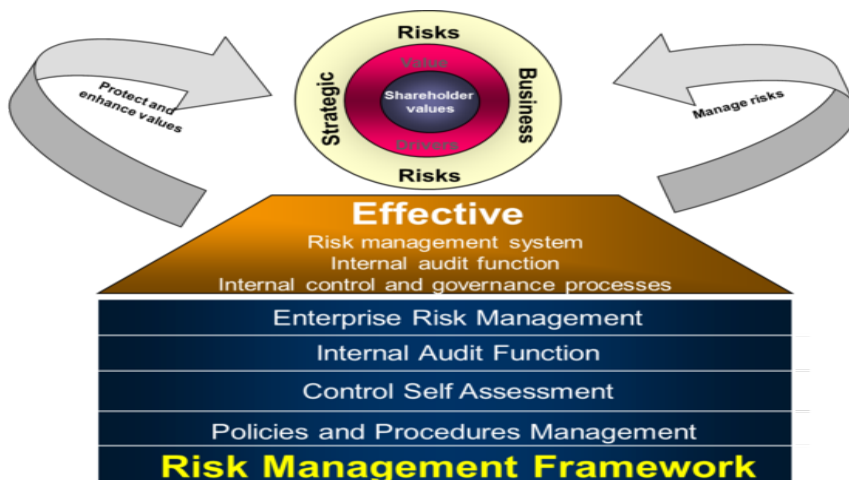 Risks
Value
Shareholder
values
Drivers
Risks
Strategic
Business
Protect and
enhance values
Manage risks
Effective
Risk management system
Internal audit function
Internal control and governance processes
Enterprise Risk Management
Internal Audit Function
Control Self Assessment
Policies and Procedures Management
Risk Management Framework